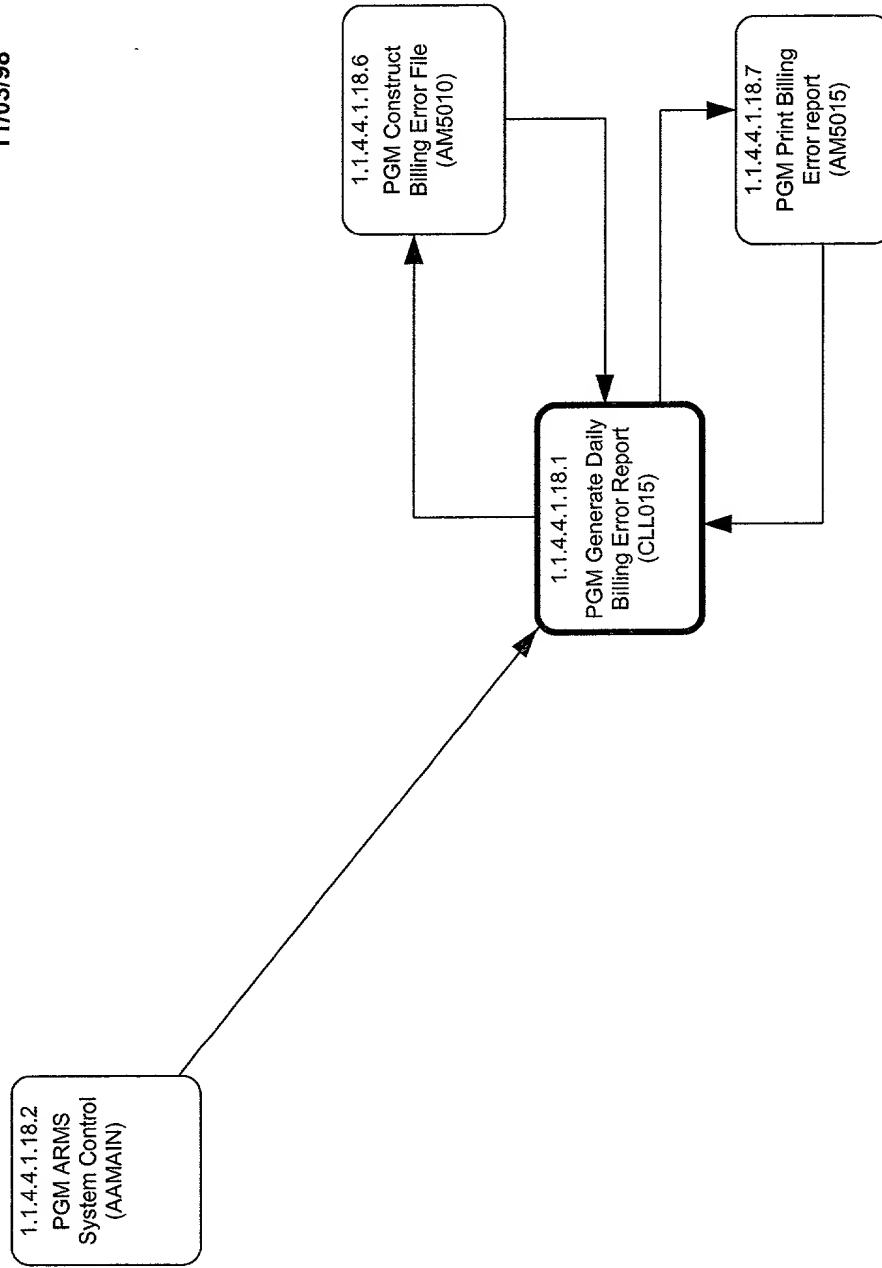 1.1.4.4.1.18.2
PGM ARMS
System Control
(AAMAIN)
1.1.4.4.1.18.1
PGM Generate Daily
Billing Error Report
(CLL015)
1.1.4.4.1.18.6
PGM Construct
Billing Error File
(AM5010)
1.1.4.4.1.18.7
PGM Print Billing
Error report
(AM5015)